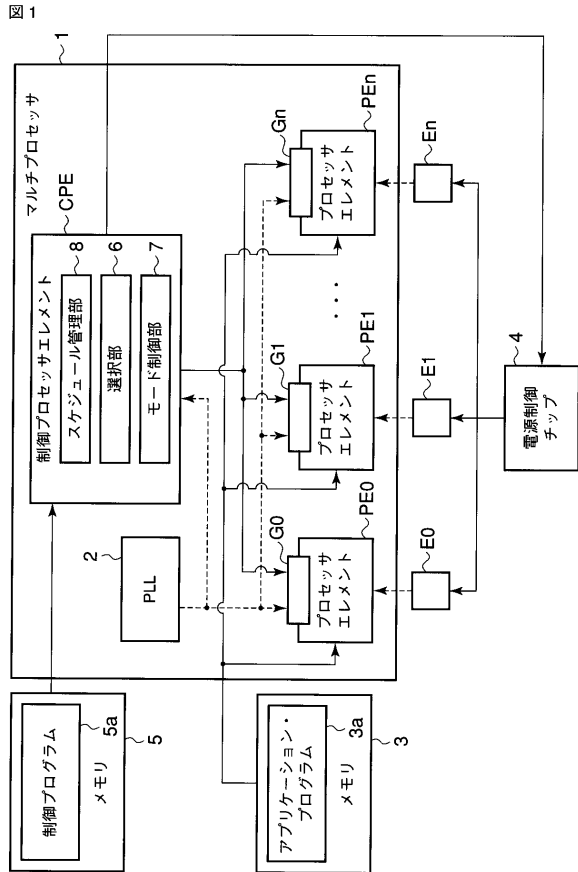 図1
1
マルチプロセッサ
CPE
制御プロセッサエレメント
スケジュール管理部
8
選択部
6
モード制御部
7
2
PLL
Gn
プロセッサ
エレメント
PEn
En
...
G1
プロセッサ
エレメント
PE1
E1
G0
プロセッサ
エレメント
PE0
E0
4
電源制御
チップ
制御プログラム
5a
メモリ
5
アプリケーション・
プログラム
3a
メモリ
3